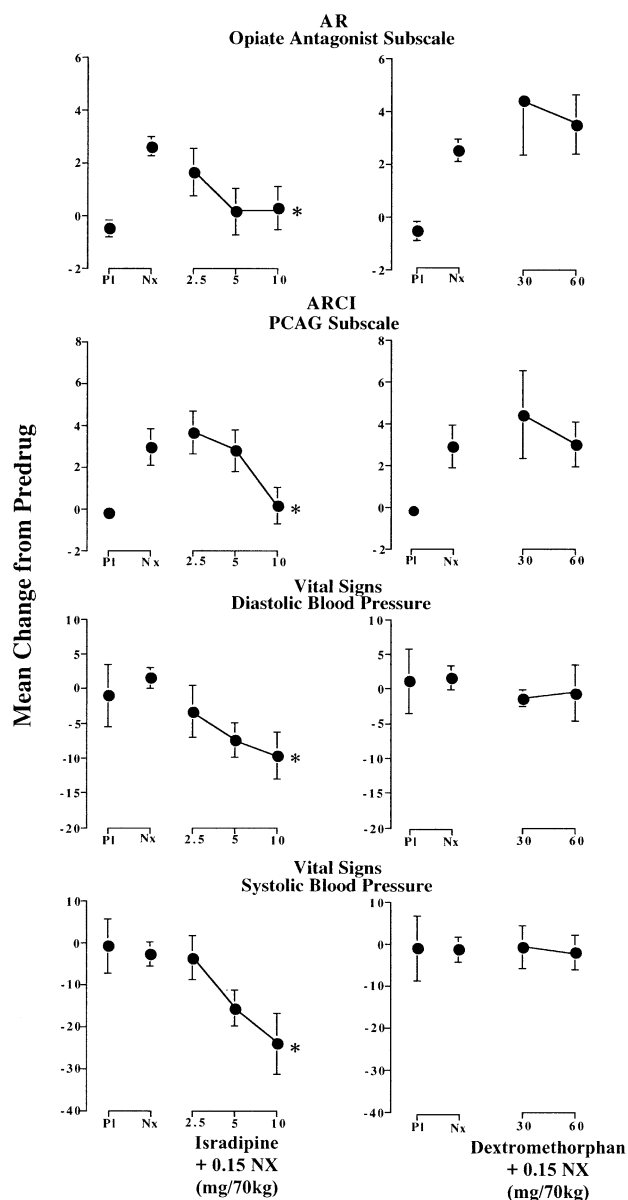 AR
Opiate Antagonist Subscale
6
4
2
0
-2
Pl Nx 2.5 5 10
*
6
4
2
0
-2
Pl Nx 30 60
ARCI
PCAG Subscale
8
6
4
2
0
-2
Pl Nx 2.5 5 10
*
8
6
4
2
0
-2
Pl Nx 30 60
Mean Change from Predrug
Vital Signs
Diastolic Blood Pressure
10
5
0
-5
-10
-15
-20
Pl Nx 2.5 5 10
*
10
5
0
-5
-10
-15
-20
Pl Nx 30 60
Vital Signs
Systolic Blood Pressure
10
0
-10
-20
-30
-40
Pl Nx 2.5 5 10
*
10
0
-10
-20
-30
-40
Pl Nx 30 60
Isradipine
+ 0.15 NX
(mg/70kg)
Dextromethorphan
+ 0.15 NX
(mg/70kg)